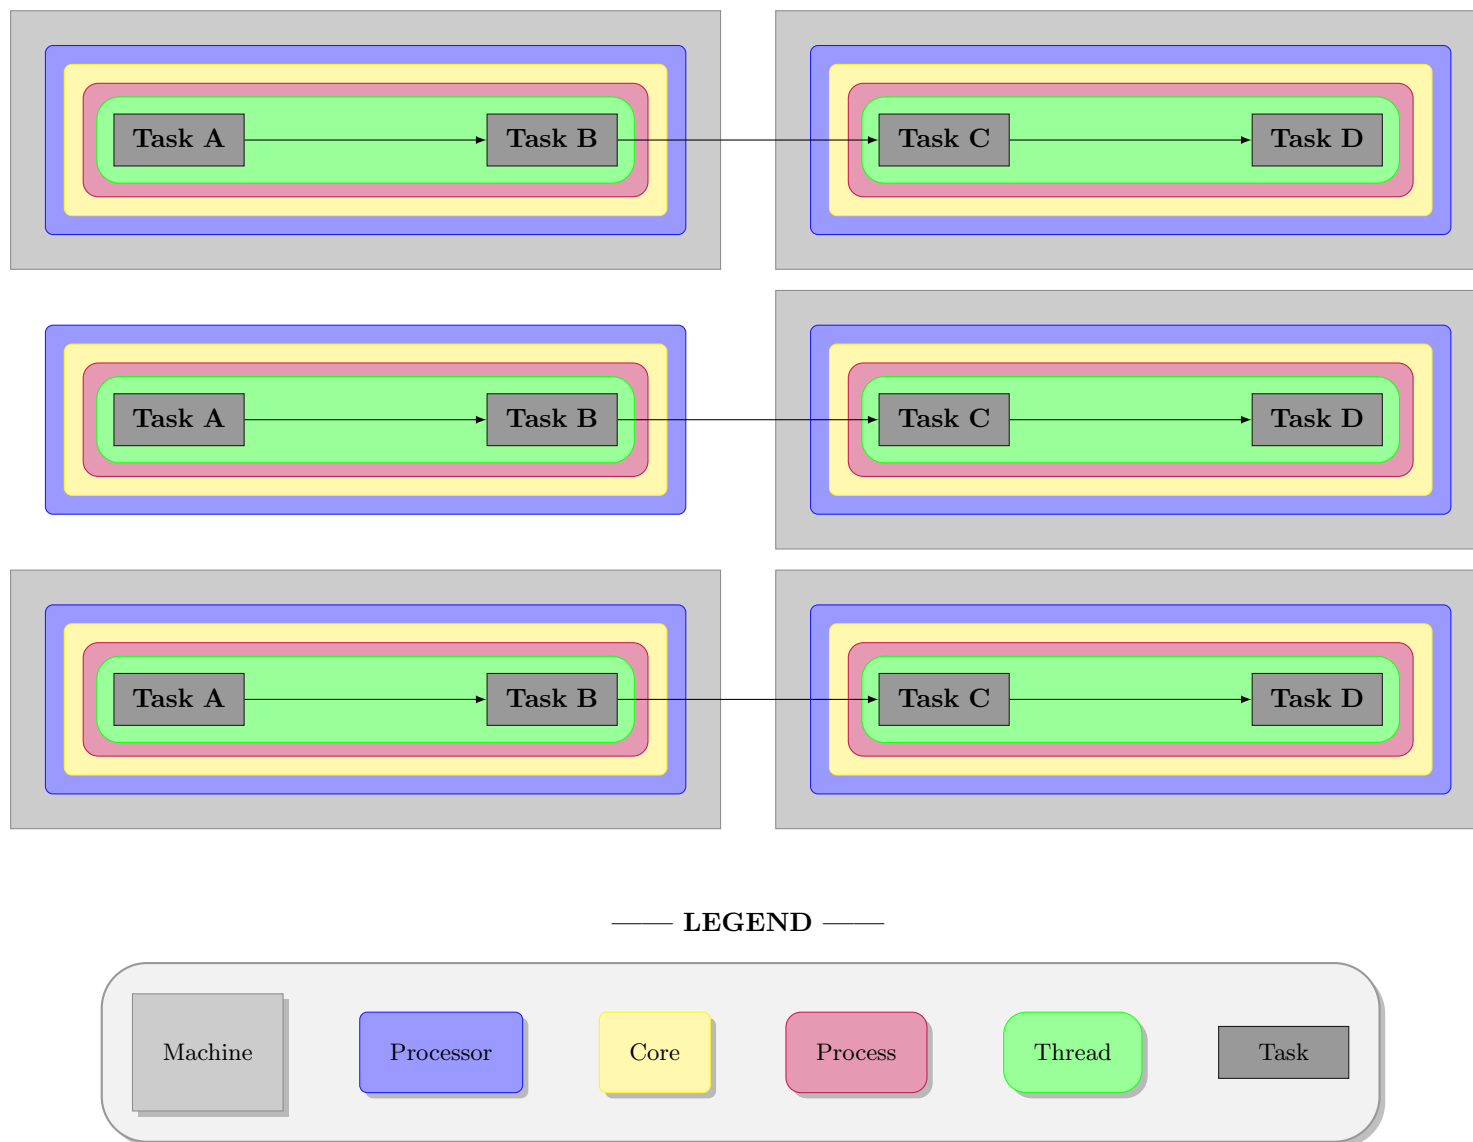 Task A Task B Task C Task D
Task A Task B Task C Task D
Task A Task B Task C Task D
—— LEGEND ——
Machine Processor Core Process Thread Task